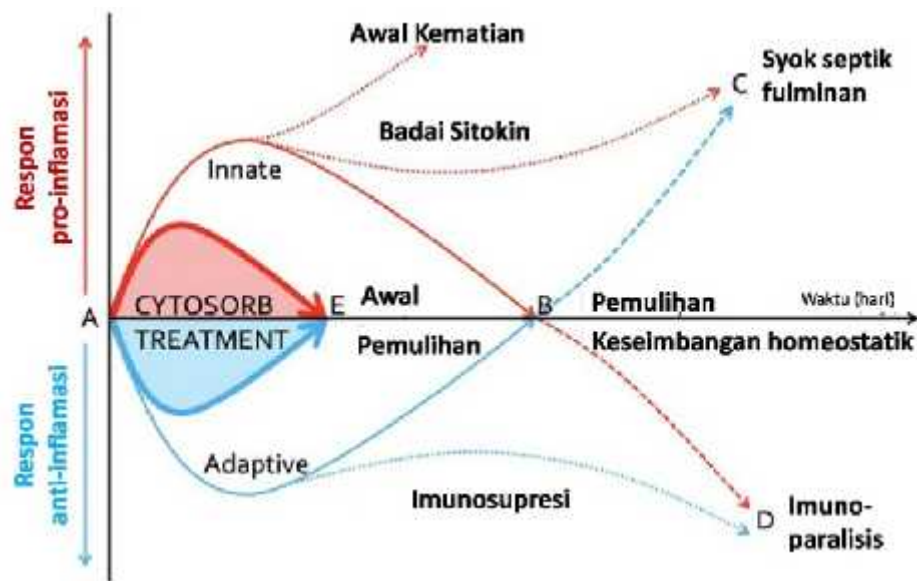 Awal Kematian
Syok septik
fulminan
C
Badai Sitokin
Innate
Respon
pro-inflamasi
A
CYTOSORB
TREATMENT
E
Awal
Pemulihan
B
Pemulihan
Keseimbangan homeostatik
Waktu (hari)
Respon
anti-inflamasi
Adaptive
Imunosupresi
D
Imuno-
paralisis